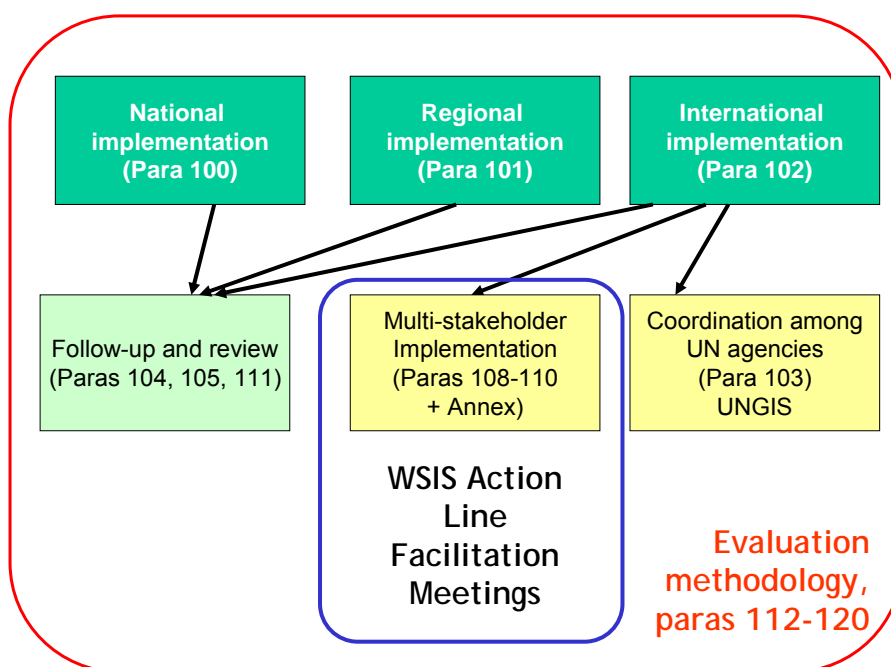 National
implementation
(Para 100)
Regional
implementation
(Para 101)
International
implementation
(Para 102)
Follow-up and review
(Paras 104, 105, 111)
Multi-stakeholder
Implementation
(Paras 108-110
+ Annex)
Coordination among
UN agencies
(Para 103)
UNGIS
WSIS Action
Line
Facilitation
Meetings
Evaluation
methodology,
paras 112-120